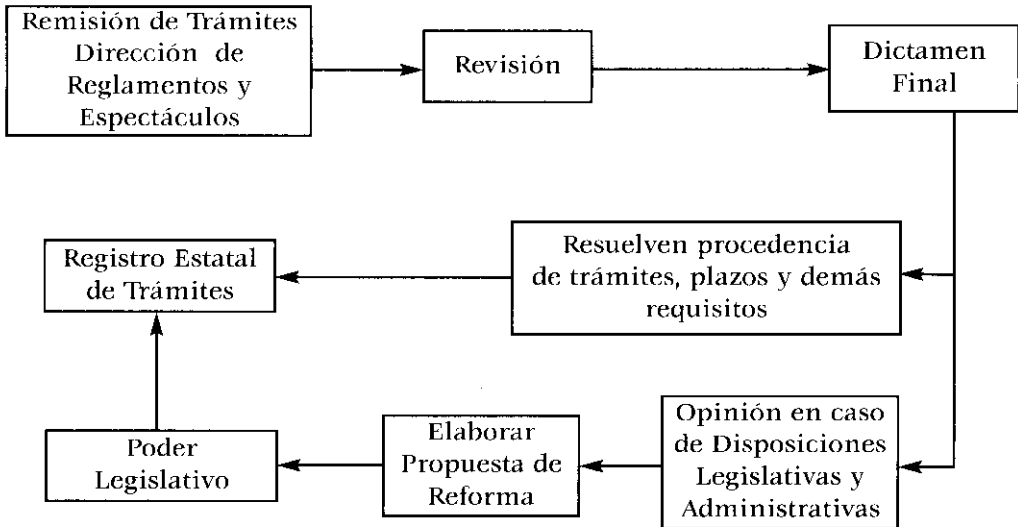 Remisión de Trámites
Dirección de
Reglamentos y
Espectáculos
Revisión
Dictamen
Final
Resuelven procedencia
de trámites, plazos y demás
requisitos
Registro Estatal
de Trámites
Opinión en caso
de Disposiciones
Legislativas y
Administrativas
Elaborar
Propuesta de
Reforma
Poder
Legislativo